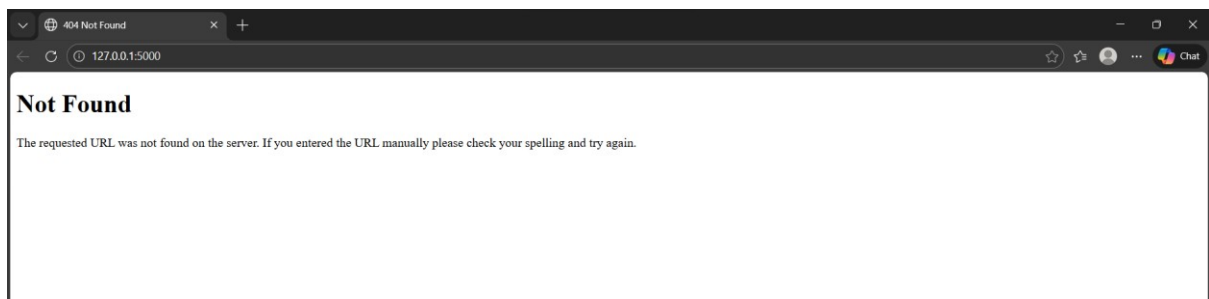 404 Not Found
127.0.0.1:5000
Chat
Not Found
The requested URL was not found on the server. If you entered the URL manually please check your spelling and try again.